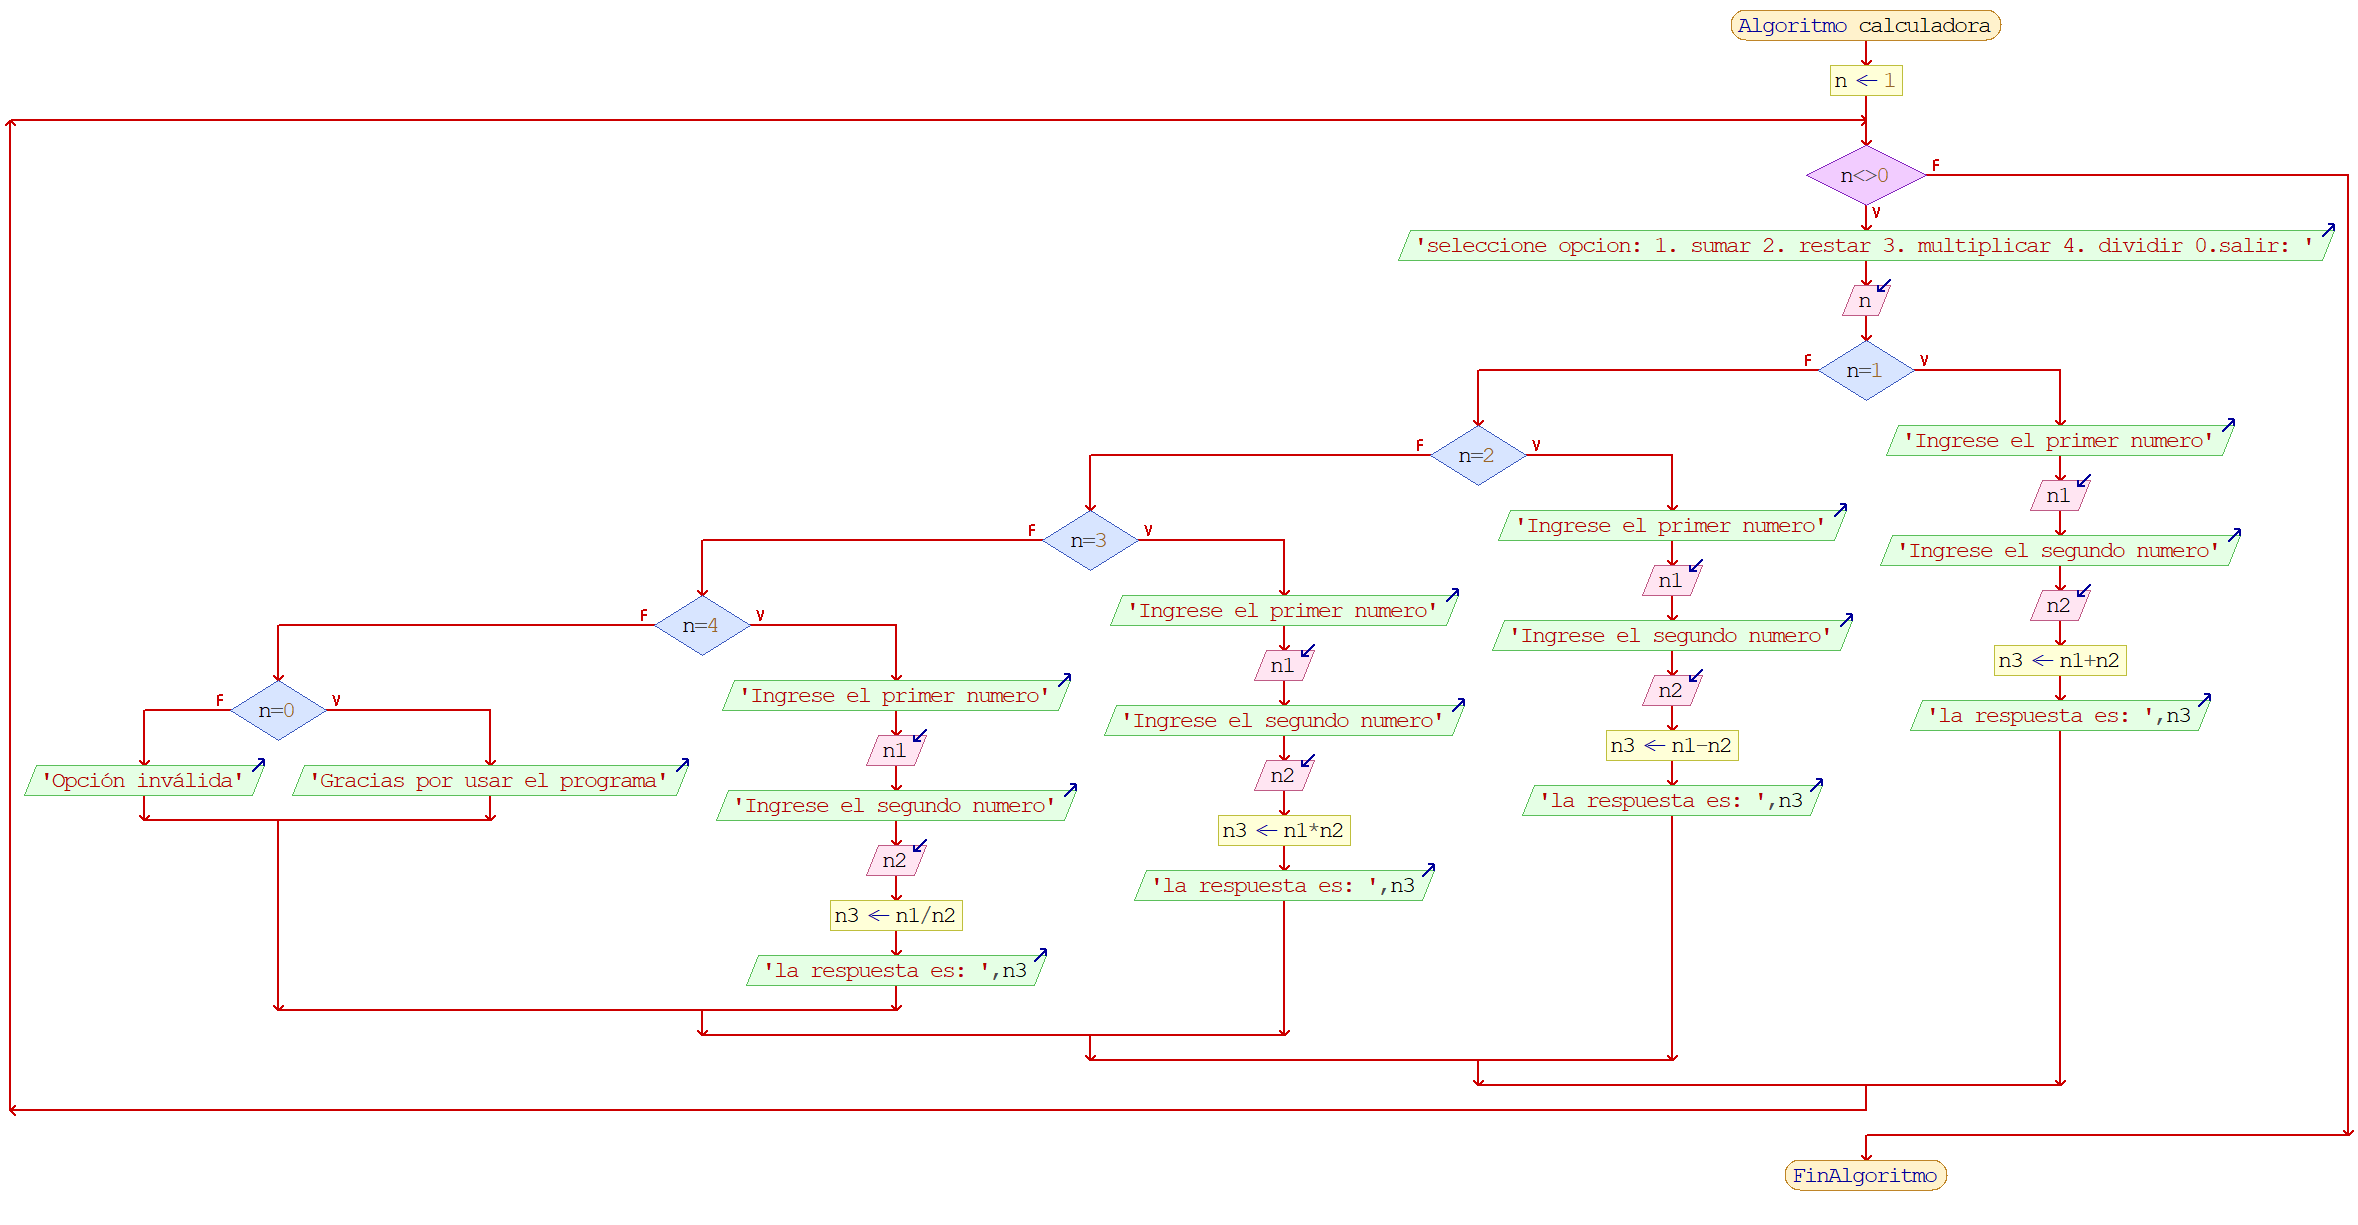 Algoritmo calculadora
n ← 1
n<>0
F
V
'seleccione opcion: 1. sumar 2. restar 3. multiplicar 4. dividir 0.salir: '
n
F
n=1
V
'Ingrese el primer numero'
n1
'Ingrese el segundo numero'
n2
n3 ← n1+n2
'la respuesta es: ',n3
F
n=2
V
'Ingrese el primer numero'
n1
'Ingrese el segundo numero'
n2
n3 ← n1-n2
'la respuesta es: ',n3
F
n=3
V
'Ingrese el primer numero'
n1
'Ingrese el segundo numero'
n2
n3 ← n1*n2
'la respuesta es: ',n3
F
n=4
V
'Ingrese el primer numero'
n1
'Ingrese el segundo numero'
n2
n3 ← n1/n2
'la respuesta es: ',n3
F
n=0
V
'Opción inválida'
'Gracias por usar el programa'
FinAlgoritmo